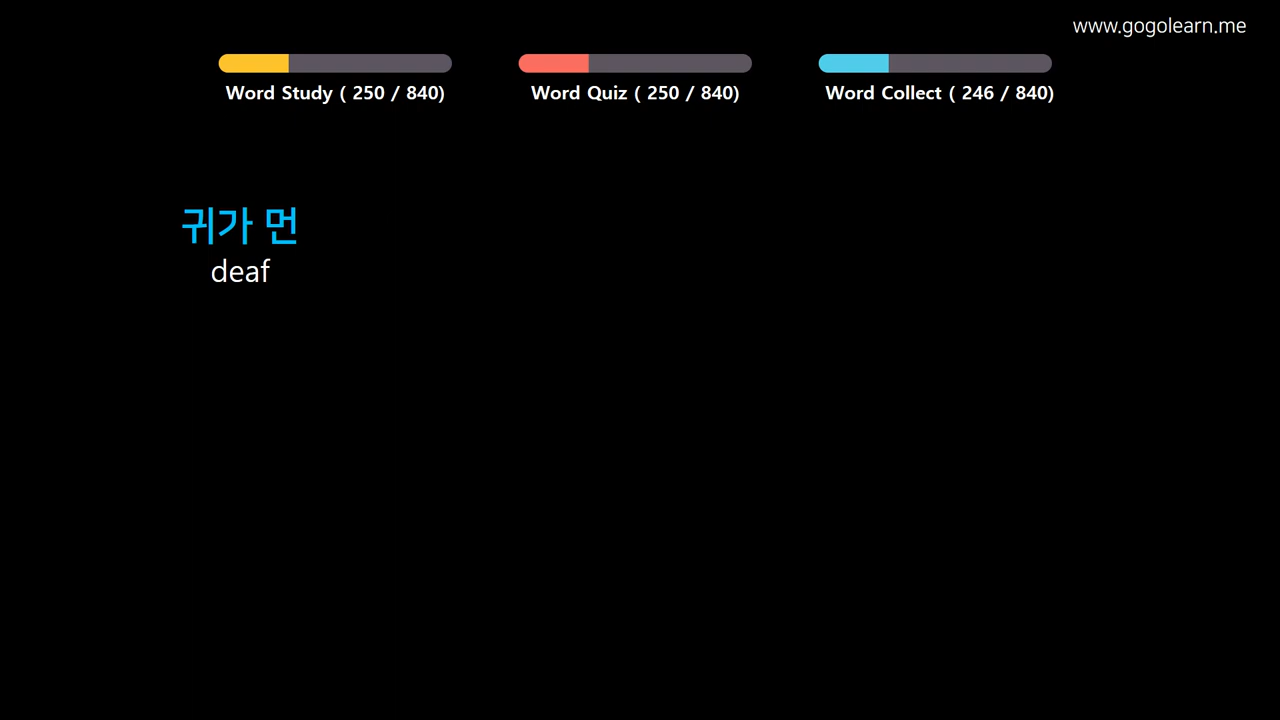 www.gogolearn.me
Word Study ( 250 / 840)
Word Quiz ( 250 / 840)
Word Collect ( 246 / 840)
귀가 먼
deaf